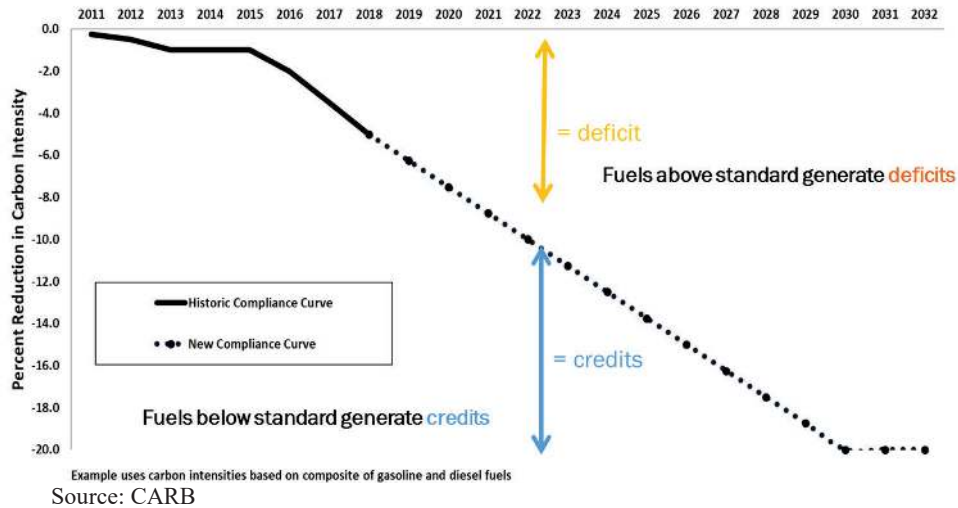 2011 2012 2013 2014 2015 2016 2017 2018 2019 2020 2021 2022 2023 2024 2025 2026 2027 2028 2029 2030 2031 2032
Percent Reduction in Carbon Intensity
0.0
-2.0
-4.0
-6.0
-8.0
-10.0
-12.0
-14.0
-16.0
-18.0
-20.0
= deficit
Fuels above standard generate deficits
Historic Compliance Curve
New Compliance Curve
= credits
Fuels below standard generate credits
Example uses carbon intensities based on composite of gasoline and diesel fuels
Source: CARB